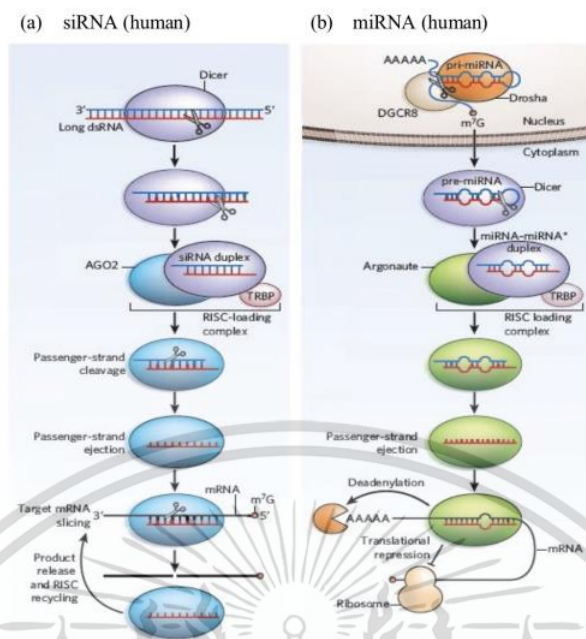 (a) siRNA (human)
(b) miRNA (human)
Dicer
3'
5'
Long dsRNA
AGO2
siRNA duplex
TRBP
RISC-loading
complex
Passenger-strand
cleavage
Passenger-strand
ejection
mRNA
m⁷G
Target mRNA
slicing
3'
5'
Product
release
and RISC
recycling
AAAAA
pri-miRNA
DGCR8
Drosha
m⁷G
Nucleus
Cytoplasm
pre-miRNA
Dicer
miRNA–miRNA*
duplex
Argonaute
TRBP
RISC loading
complex
Passenger-strand
ejection
Deadenylation
AAAAA
Translational
repression
mRNA
Ribosome